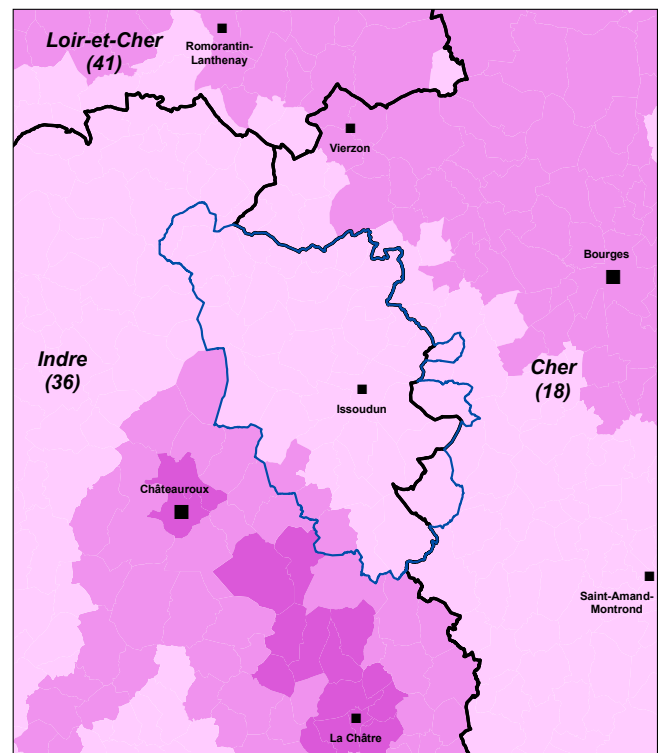 Loir-et-Cher
(41)
Romorantin-
Lanthenay
Vierzon
Bourges
Indre
(36)
Cher
(18)
Issoudun
Châteauroux
Saint-Amand-
Montrond
La Châtre